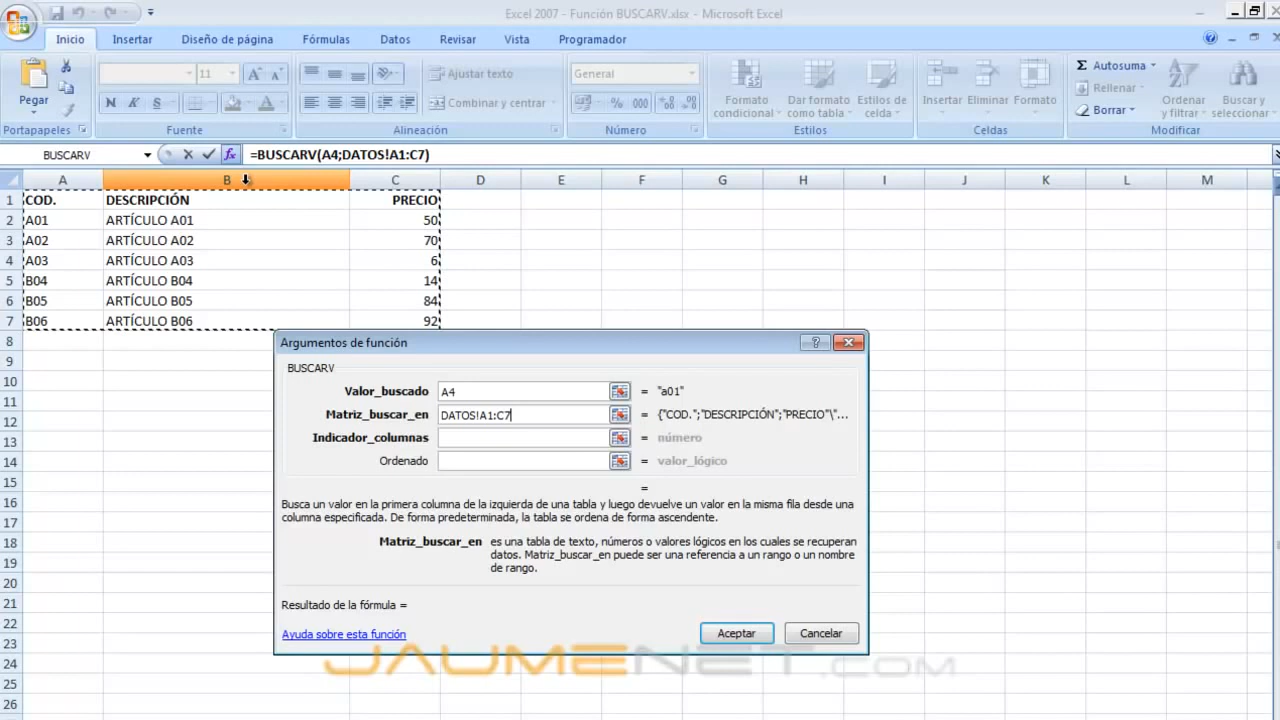 Excel 2007 - Función BUSCARV.xlsx - Microsoft Excel
Inicio Insertar Diseño de página Fórmulas Datos Revisar Vista Programador
Pegar
Portapapeles
11
N K S
Fuente
Ajustar texto
Combinar y centrar
Alineación
General
% 000
Número
Formato condicional
Dar formato como tabla
Estilos de celda
Estilos
Insertar Eliminar Formato
Celdas
Σ Autosuma
Rellenar
Borrar
Ordenar y filtrar
Buscar y seleccionar
Modificar
BUSCARV fx =BUSCARV(A4;DATOS!A1:C7)
A B C D E F G H I J K L M
1 COD. DESCRIPCIÓN PRECIO
2 A01 ARTÍCULO A01 50
3 A02 ARTÍCULO A02 70
4 A03 ARTÍCULO A03 6
5 B04 ARTÍCULO B04 14
6 B05 ARTÍCULO B05 84
7 B06 ARTÍCULO B06 92
8
9
10
11
12
13
14
15
16
17
18
19
20
21
22
23
24
25
26
Argumentos de función
BUSCARV
Valor_buscado A4 = "a01"
Matriz_buscar_en DATOS!A1:C7 = {"COD.";"DESCRIPCIÓN";"PRECIO"\"...
Indicador_columnas = número
Ordenado = valor_lógico
=
Busca un valor en la primera columna de la izquierda de una tabla y luego devuelve un valor en la misma fila desde una
columna especificada. De forma predeterminada, la tabla se ordena de forma ascendente.
Matriz_buscar_en es una tabla de texto, números o valores lógicos en los cuales se recuperan
datos. Matriz_buscar_en puede ser una referencia a un rango o un nombre
de rango.
Resultado de la fórmula =
Ayuda sobre esta función
Aceptar Cancelar
JAUMENET.COM